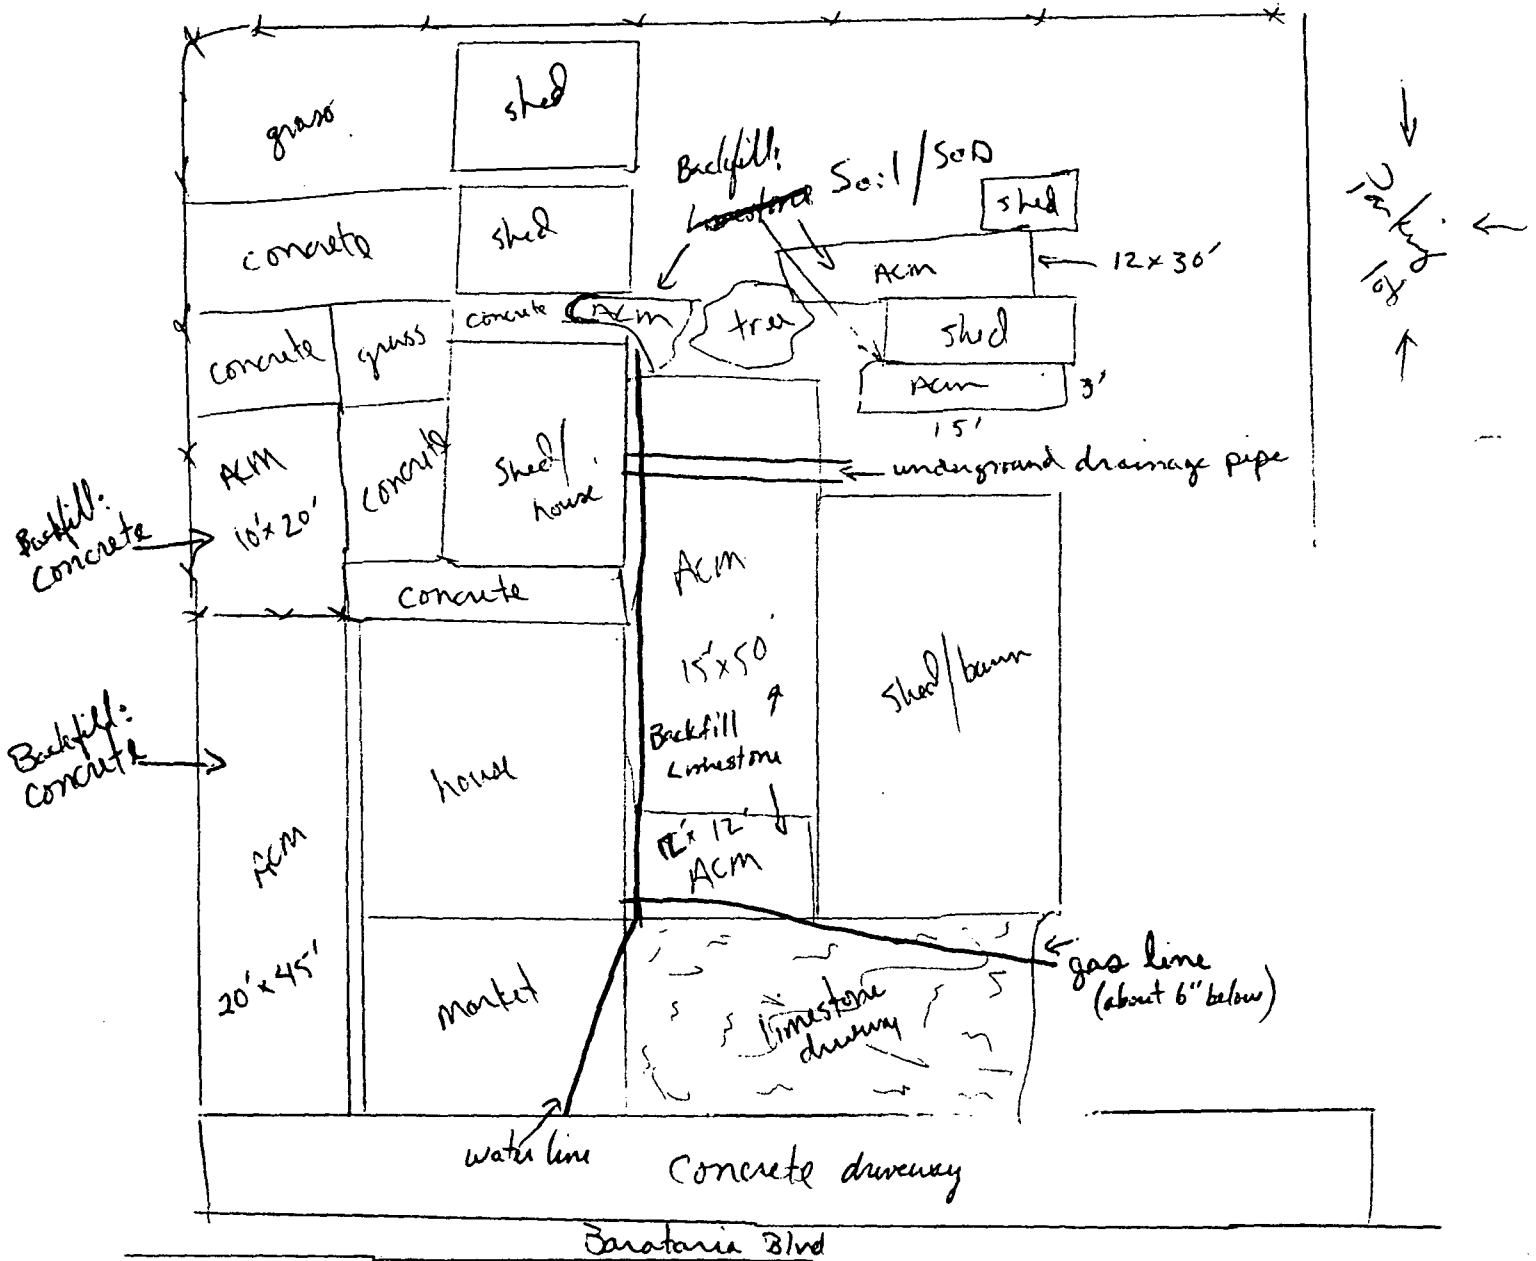 grass
shed
Backfill:
Limestone Soil/SOD
shed
concrete
shed
ACM
12 x 30'
Parking
lot
concrete
ACM
tree
shed
concrete
grass
ACM
3'
15'
ACM
10' x 20'
concrete
shed/
house
underground drainage pipe
Backfill:
concrete
ACM
concrete
15' x 50'
shed/barn
Backfill
Limestone
Backfill:
concrete
house
12' x 12'
ACM
ACM
20' x 45'
market
limestone
driveway
gas line
(about 6" below)
water line
concrete driveway
Barataria Blvd